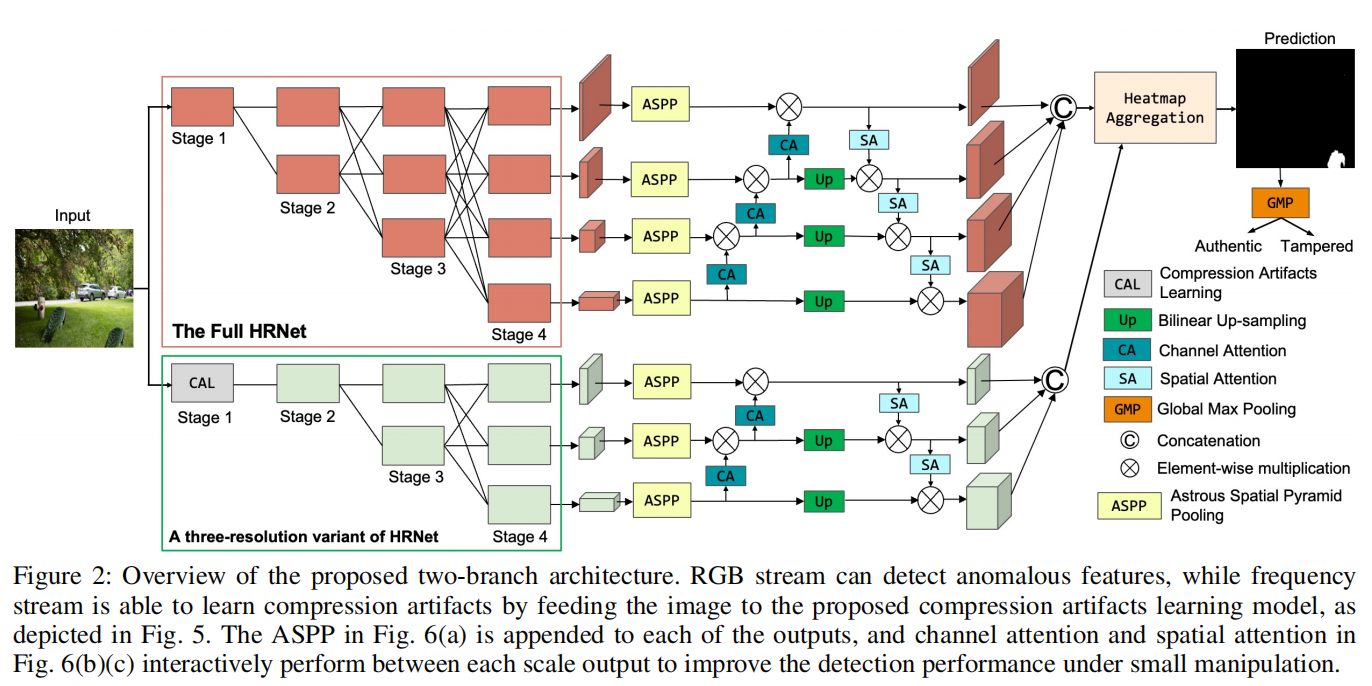 Input
Stage 1
Stage 2
Stage 3
Stage 4
The Full HRNet
ASPP
ASPP
ASPP
ASPP
CA
CA
CA
Up
Up
Up
SA
SA
SA
C
Heatmap
Aggregation
Prediction
GMP
Authentic
Tampered
CAL
Stage 1
Stage 2
Stage 3
Stage 4
A three-resolution variant of HRNet
ASPP
ASPP
ASPP
CA
CA
Up
Up
SA
SA
C
CAL Compression Artifacts
Learning
Up Bilinear Up-sampling
CA Channel Attention
SA Spatial Attention
GMP Global Max Pooling
C Concatenation
Element-wise multiplication
ASPP Astrous Spatial Pyramid
Pooling
Figure 2: Overview of the proposed two-branch architecture. RGB stream can detect anomalous features, while frequency
stream is able to learn compression artifacts by feeding the image to the proposed compression artifacts learning model, as
depicted in Fig. 5. The ASPP in Fig. 6(a) is appended to each of the outputs, and channel attention and spatial attention in
Fig. 6(b)(c) interactively perform between each scale output to improve the detection performance under small manipulation.